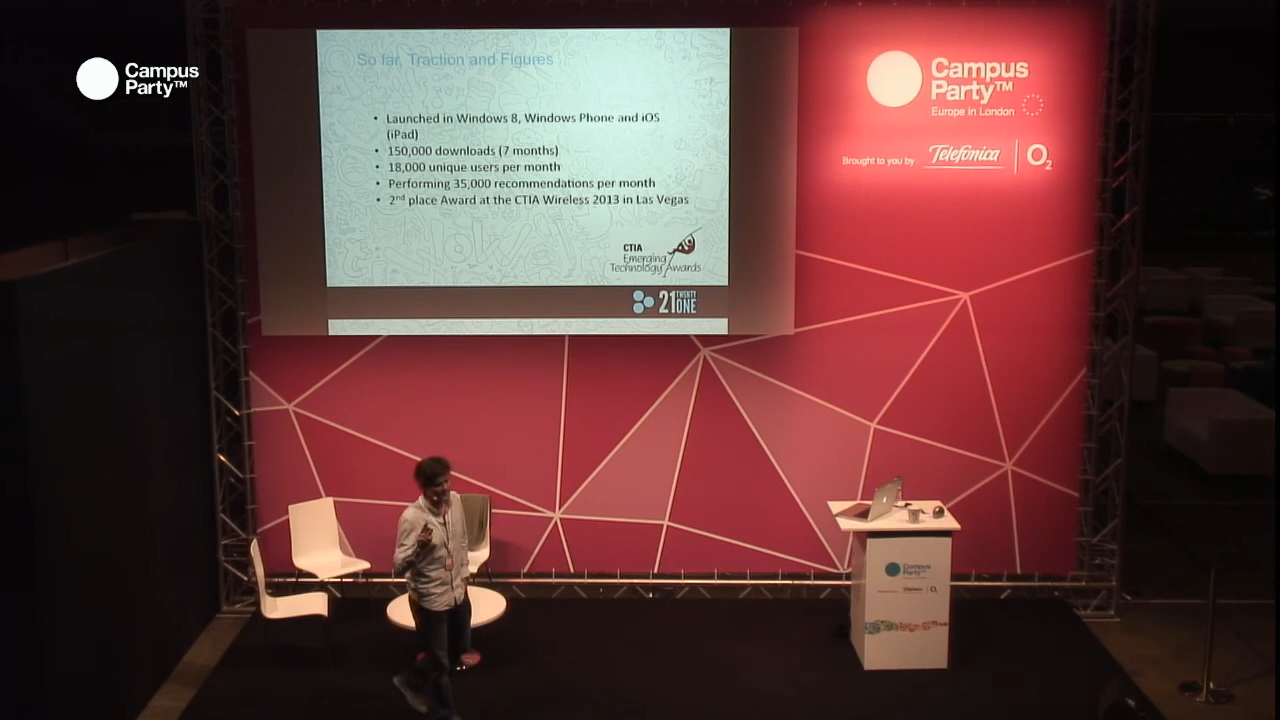 Campus
Party™
So far, Traction and Figures
• Launched in Windows 8, Windows Phone and iOS
(iPad)
• 150,000 downloads (7 months)
• 18,000 unique users per month
• Performing 35,000 recommendations per month
• 2nd place Award at the CTIA Wireless 2013 in Las Vegas
CTIA
Emerging
Technology Awards
21 TWENTY
ONE
Campus
Party™
Europe in London
Brought to you by Telefónica O2
Campus
Party™